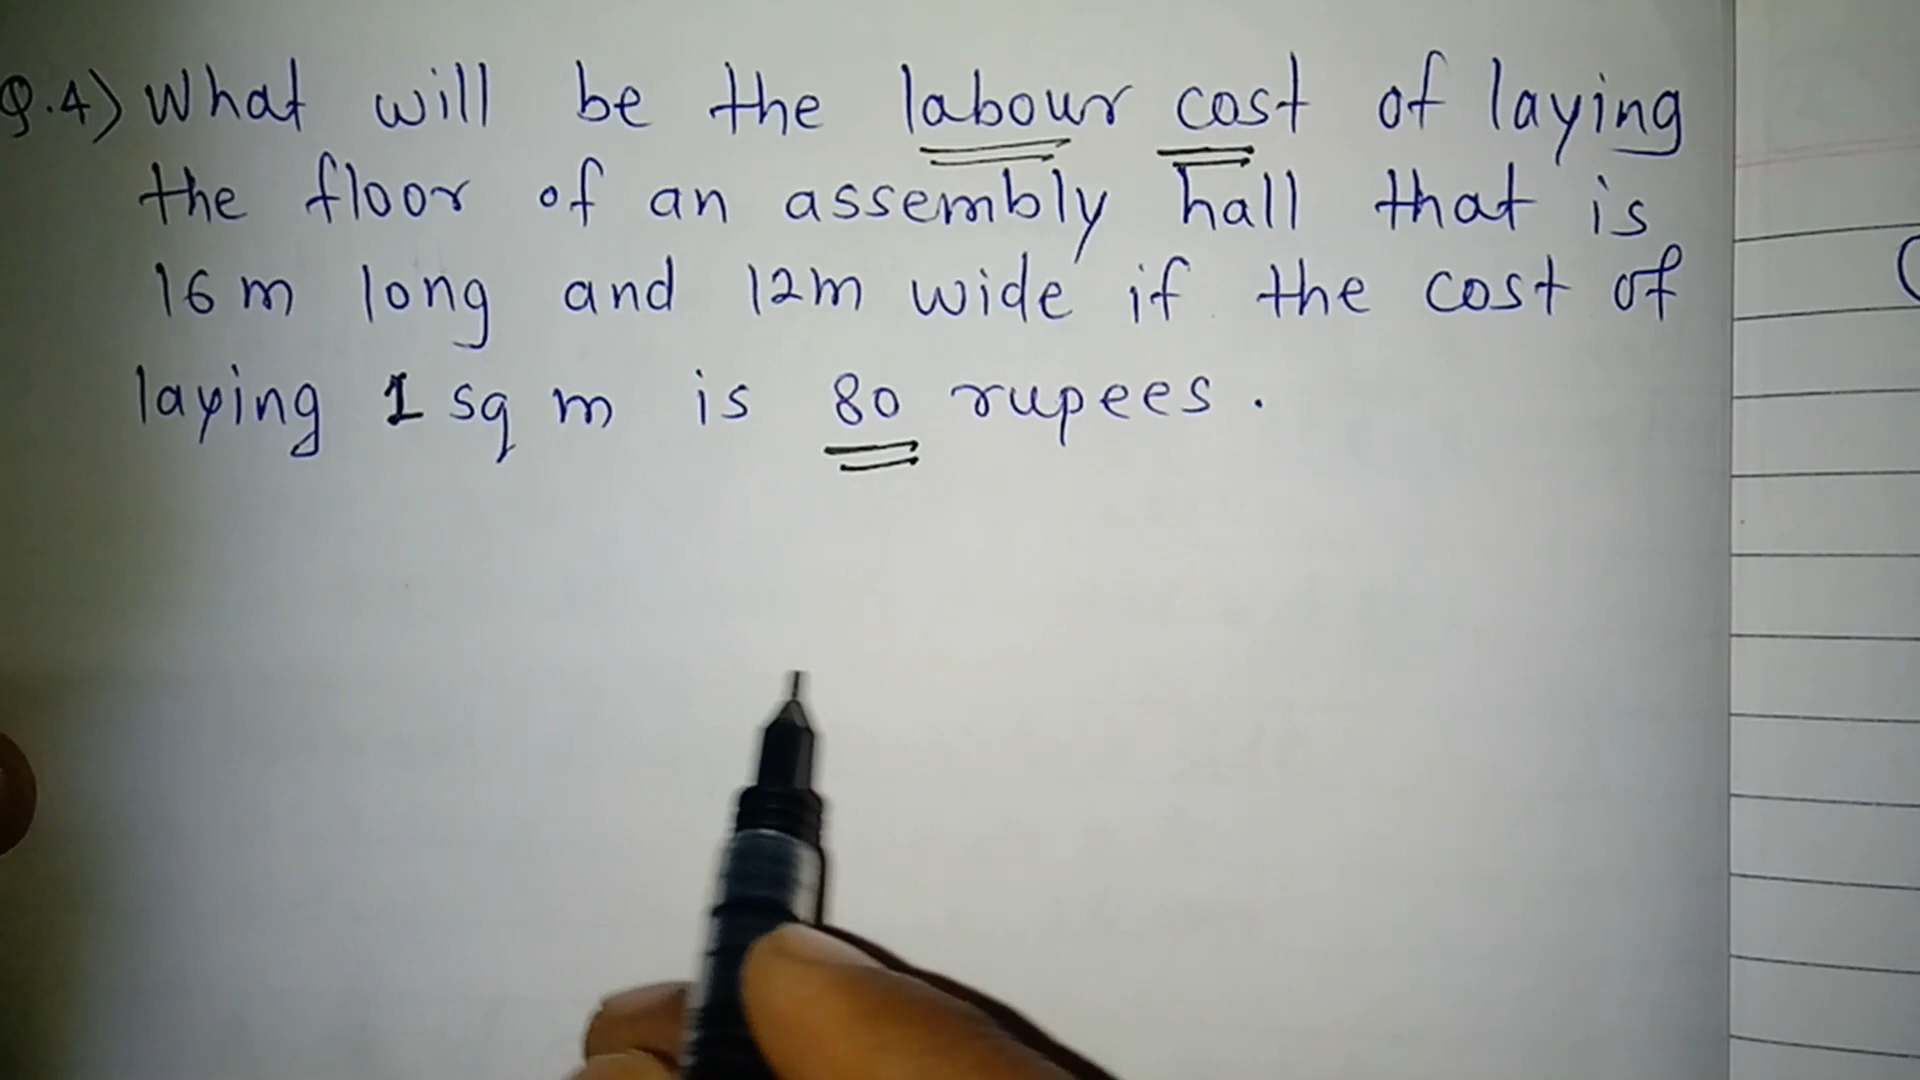 Q.4) What will be the labour cost of laying
the floor of an assembly hall that is
16 m long and 12m wide if the cost of
laying 1 sq m is 80 rupees.